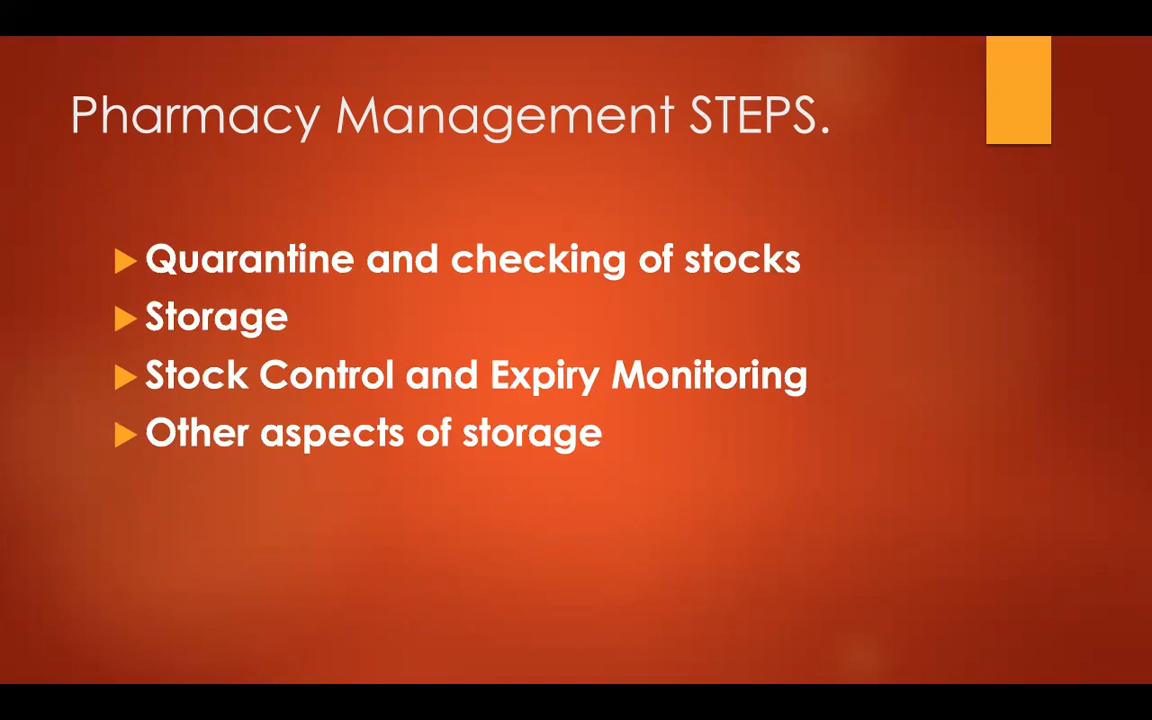 Pharmacy Management STEPS.
Quarantine and checking of stocks
Storage
Stock Control and Expiry Monitoring
Other aspects of storage